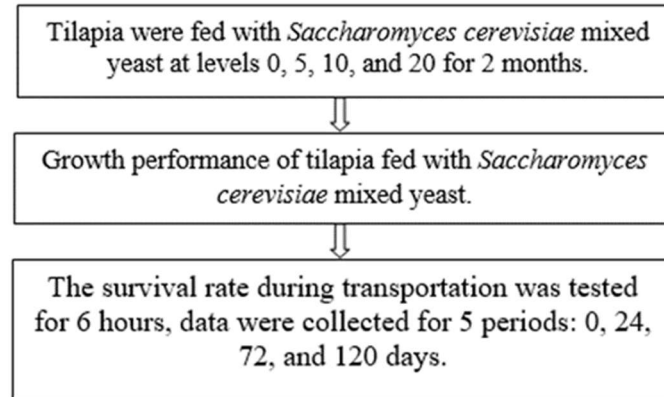 Tilapia were fed with Saccharomyces cerevisiae mixed
yeast at levels 0, 5, 10, and 20 for 2 months.
Growth performance of tilapia fed with Saccharomyces
cerevisiae mixed yeast.
The survival rate during transportation was tested
for 6 hours, data were collected for 5 periods: 0, 24,
72, and 120 days.